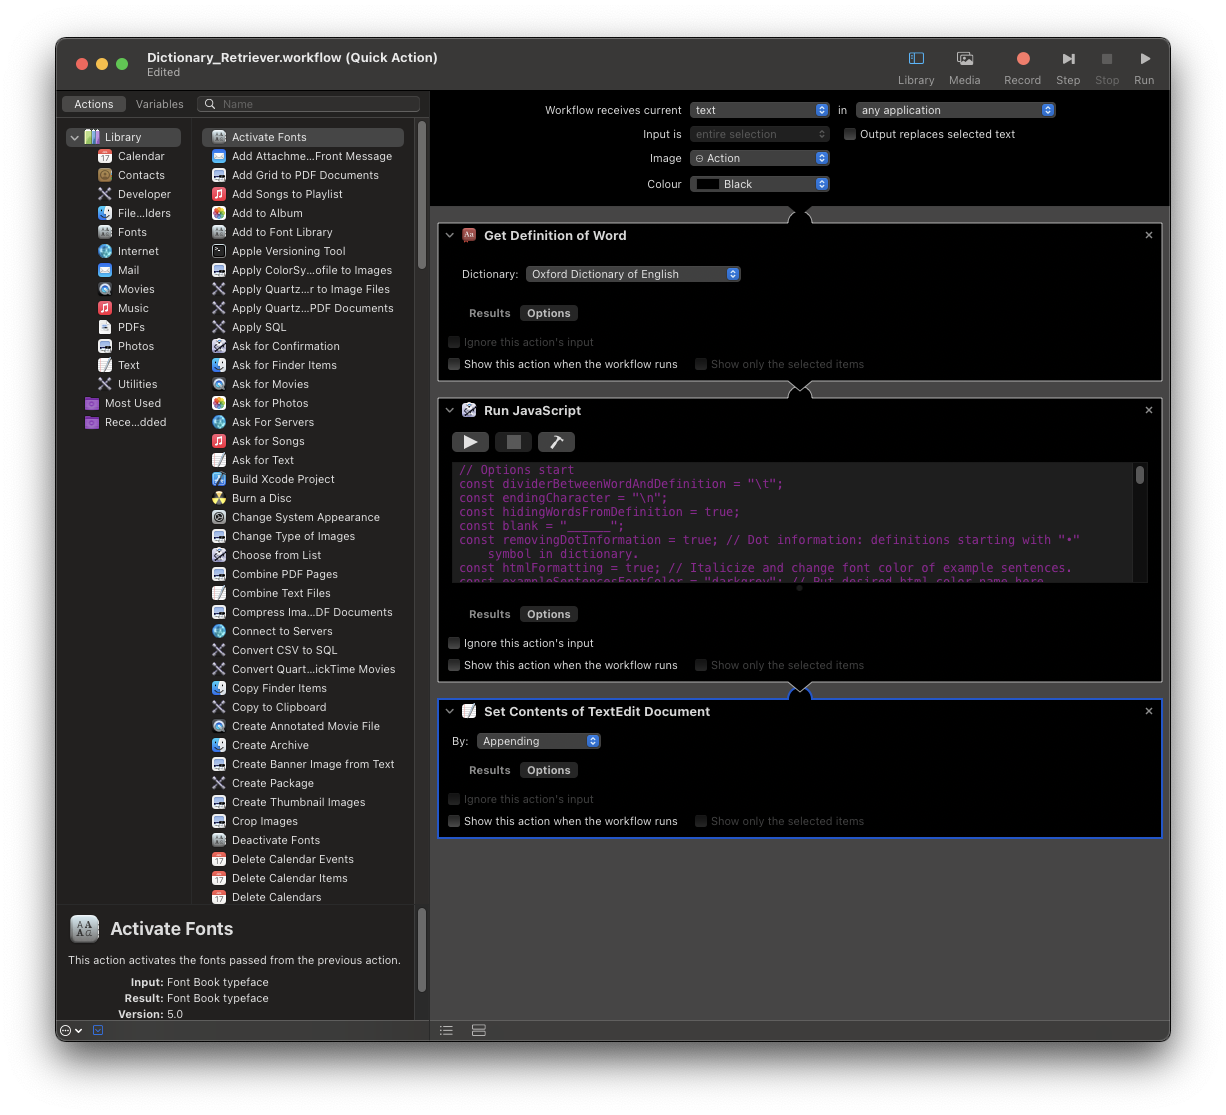 Dictionary_Retriever.workflow (Quick Action)
Edited
Library
Media
Record
Step
Stop
Run
Actions
Variables
Name
Library
Calendar
Contacts
Developer
File...lders
Fonts
Internet
Mail
Movies
Music
PDFs
Photos
Text
Utilities
Most Used
Rece...dded
Activate Fonts
Add Attachme...Front Message
Add Grid to PDF Documents
Add Songs to Playlist
Add to Album
Add to Font Library
Apple Versioning Tool
Apply ColorSy...ofile to Images
Apply Quartz...r to Image Files
Apply Quartz...PDF Documents
Apply SQL
Ask for Confirmation
Ask for Finder Items
Ask for Movies
Ask for Photos
Ask For Servers
Ask for Songs
Ask for Text
Build Xcode Project
Burn a Disc
Change System Appearance
Change Type of Images
Choose from List
Combine PDF Pages
Combine Text Files
Compress Ima...DF Documents
Connect to Servers
Convert CSV to SQL
Convert Quart...ickTime Movies
Copy Finder Items
Copy to Clipboard
Create Annotated Movie File
Create Archive
Create Banner Image from Text
Create Package
Create Thumbnail Images
Crop Images
Deactivate Fonts
Delete Calendar Events
Delete Calendar Items
Delete Calendars
Activate Fonts
This action activates the fonts passed from the previous action.
Input: Font Book typeface
Result: Font Book typeface
Version: 5.0
Workflow receives current text in any application
Input is entire selection Output replaces selected text
Image Action
Colour Black
Get Definition of Word
Dictionary: Oxford Dictionary of English
Results Options
Ignore this action's input
Show this action when the workflow runs Show only the selected items
Run JavaScript
// Options start
const dividerBetweenWordAndDefinition = "\t";
const endingCharacter = "\n";
const hidingWordsFromDefinition = true;
const blank = "______";
const removingDotInformation = true; // Dot information: definitions starting with "•"
symbol in dictionary.
const htmlFormatting = true; // Italicize and change font color of example sentences.
const exampleSentencesFontColor = "darkgrey"; // Put desired html color name here
Results Options
Ignore this action's input
Show this action when the workflow runs Show only the selected items
Set Contents of TextEdit Document
By: Appending
Results Options
Ignore this action's input
Show this action when the workflow runs Show only the selected items